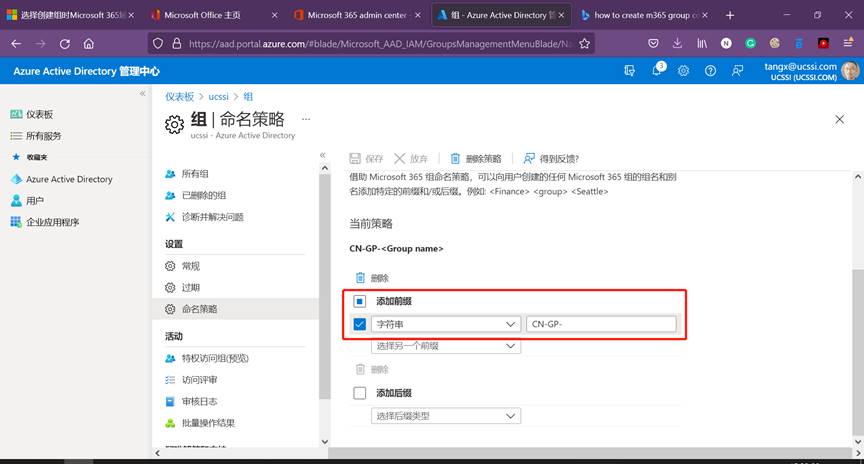 选择创建组时Microsoft 365组
Microsoft Office 主页
Microsoft 365 admin center
组 - Azure Active Directory 管
how to create m365 group co
https://aad.portal.azure.com/#blade/Microsoft_AAD_IAM/GroupsManagementMenuBlade/Na
Azure Active Directory 管理中心
3
tangx@ucssi.com
UCSSI (UCSSI.COM)
仪表板
所有服务
收藏夹
Azure Active Directory
用户
企业应用程序
仪表板 > ucssi > 组
组 | 命名策略
ucssi - Azure Active Directory
所有组
已删除的组
诊断并解决问题
设置
常规
过期
命名策略
活动
特权访问组(预览)
访问评审
审核日志
批量操作结果
保存 放弃 删除策略 得到反馈?
借助 Microsoft 365 组命名策略，可以向用户创建的任何 Microsoft 365 组的组名和别
名添加特定的前缀和/或后缀。例如: <Finance> <group> <Seattle>
当前策略
CN-GP-<Group name>
删除
添加前缀
字符串 CN-GP-
选择另一个前缀
删除
添加后缀
选择后缀类型